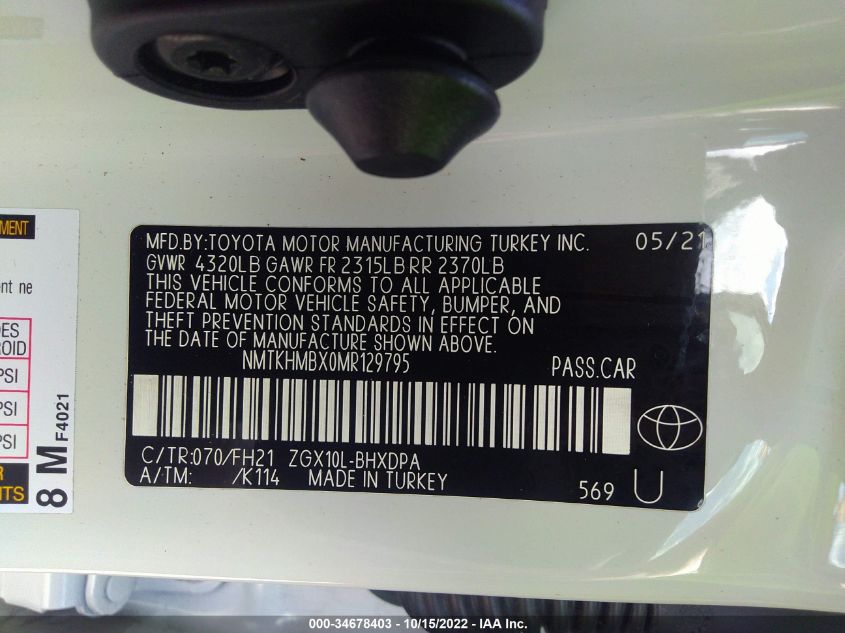 MFD.BY:TOYOTA MOTOR MANUFACTURING TURKEY INC. 05/21
GVWR 4320LB GAWR FR 2315LB RR 2370LB
THIS VEHICLE CONFORMS TO ALL APPLICABLE
FEDERAL MOTOR VEHICLE SAFETY, BUMPER, AND
THEFT PREVENTION STANDARDS IN EFFECT ON
THE DATE OF MANUFACTURE SHOWN ABOVE.
NMTKHMBX0MR129795 PASS.CAR
C/TR:070/FH21 ZGX10L-BHXDPA
A/TM: /K114 MADE IN TURKEY
569 U
ent ne
PSI
PSI
PSI
8 M F4021
000-34678403 - 10/15/2022 - IAA Inc.